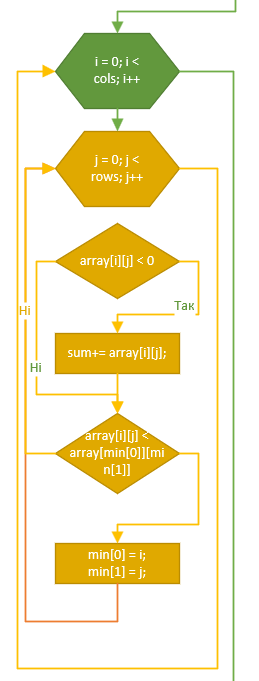 i = 0; i <
cols; i++
j = 0; j <
rows; j++
array[i][j] < 0
Так
Ні
sum+= array[i][j];
Ні
array[i][j] <
array[min[0]][mi
n[1]]
min[0] = i;
min[1] = j;